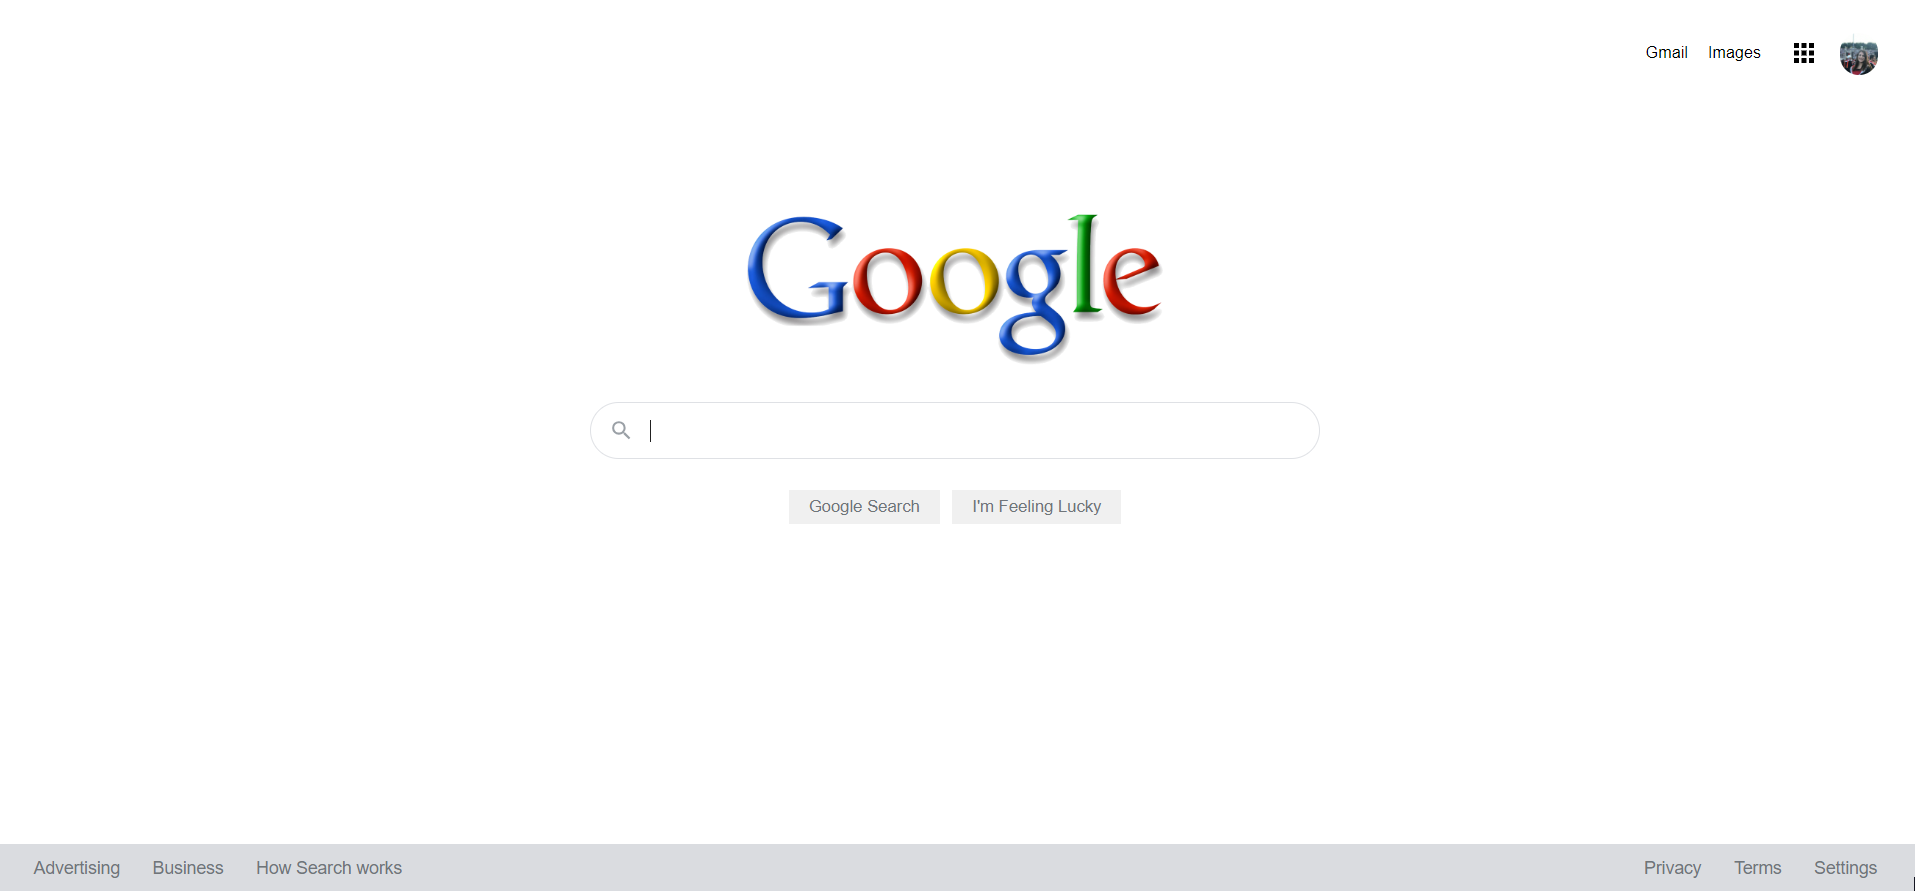 Gmail Images
Google
Google Search I'm Feeling Lucky
Advertising Business How Search works Privacy Terms Settings